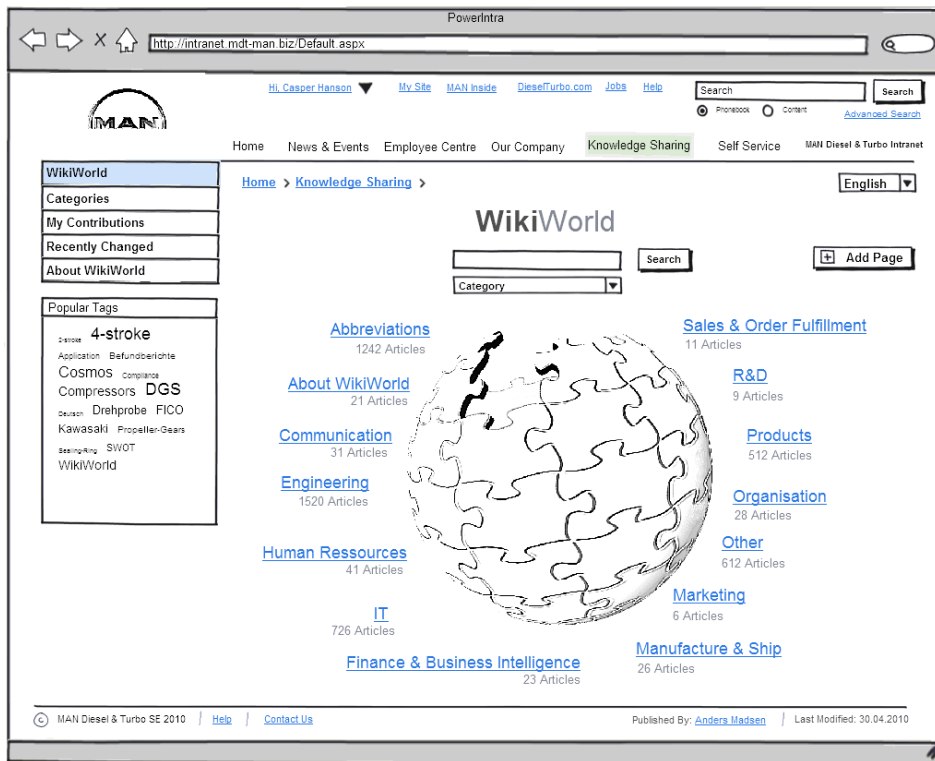 PowerIntra
http://intranet.mdt-man.biz/Default.aspx
Hi, Casper Hanson My Site MAN Inside DieselTurbo.com Jobs Help
Search Search
Phonebook Content
Advanced Search
MAN
Home News & Events Employee Centre Our Company Knowledge Sharing Self Service MAN Diesel & Turbo Intranet
WikiWorld
Categories
My Contributions
Recently Changed
About WikiWorld
Popular Tags
2-stroke 4-stroke
Application Befundberichte
Cosmos Compliance
Compressors DGS
Deutsch Drehprobe FICO
Kawasaki Propeller-Gears
Sealing-Ring SWOT
WikiWorld
Home > Knowledge Sharing >
English
WikiWorld
Search
Add Page
Category
Abbreviations
1242 Articles
About WikiWorld
21 Articles
Communication
31 Articles
Engineering
1520 Articles
Human Ressources
41 Articles
IT
726 Articles
Finance & Business Intelligence
23 Articles
Sales & Order Fulfillment
11 Articles
R&D
9 Articles
Products
512 Articles
Organisation
28 Articles
Other
612 Articles
Marketing
6 Articles
Manufacture & Ship
26 Articles
© MAN Diesel & Turbo SE 2010 | Help | Contact Us
Published By: Anders Madsen | Last Modified: 30.04.2010